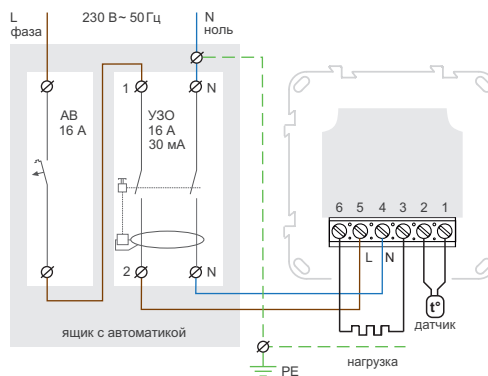 L
фаза
230 В~ 50 Гц
N
ноль
АВ
16 А
1
УЗО
16 А
30 мА
N
2
N
ящик с автоматикой
6 5 4 3 2 1
L N
t°
датчик
нагрузка
PE